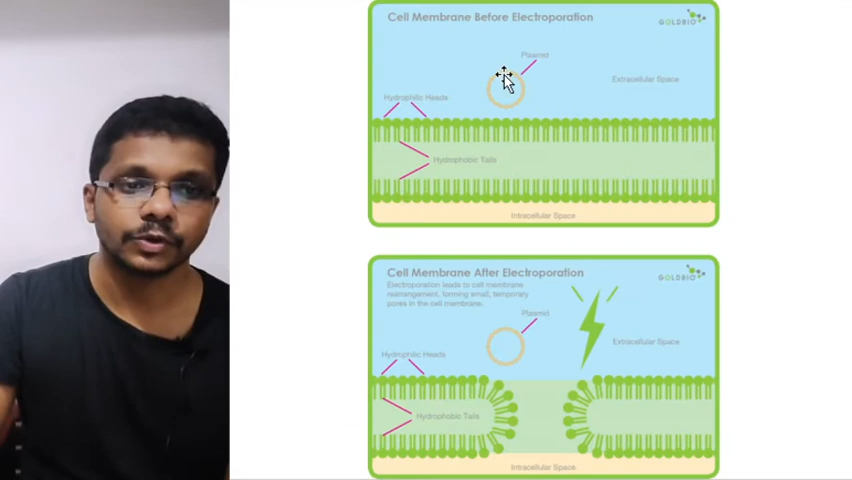 Cell Membrane Before Electroporation
GOLDBIO
Plasmid
Extracellular Space
Hydrophilic Heads
Hydrophobic Tails
Intracellular Space
Cell Membrane After Electroporation
GOLDBIO
Electroporation leads to cell membrane
rearrangement, forming small, temporary
pores in the cell membrane.
Plasmid
Extracellular Space
Hydrophilic Heads
Hydrophobic Tails
Intracellular Space